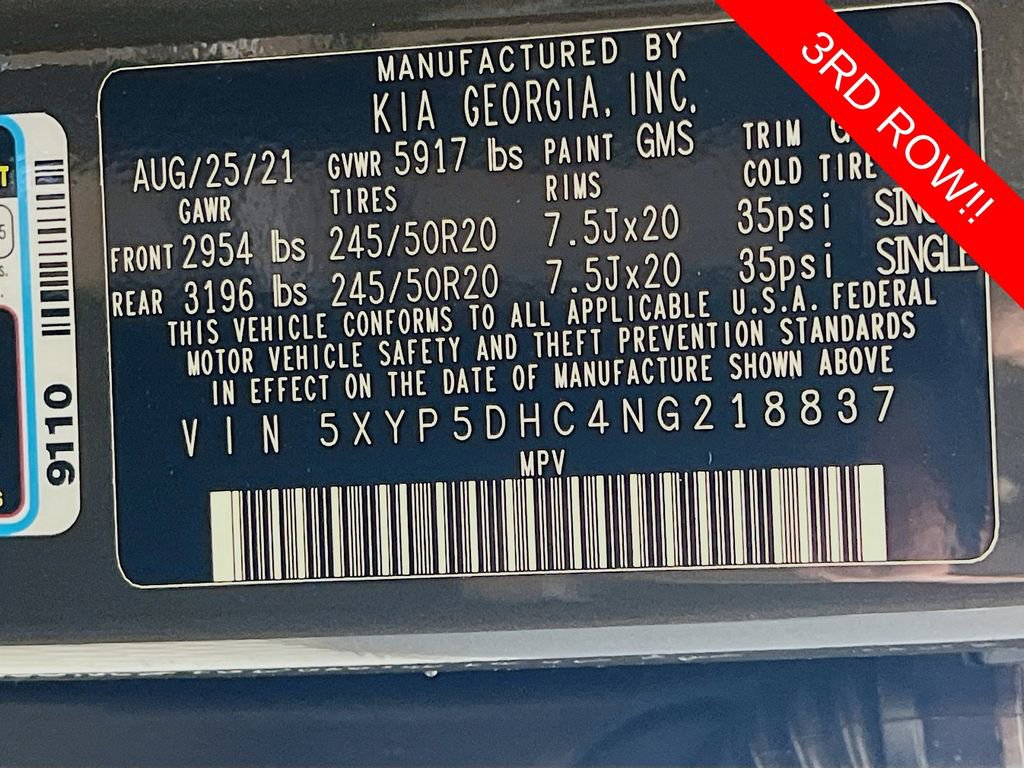 MANUFACTURED BY
KIA GEORGIA, INC.
AUG/25/21 GVWR 5917 lbs PAINT GMS TRIM
GAWR TIRES RIMS COLD TIRE
FRONT 2954 lbs 245/50R20 7.5Jx20 35psi
REAR 3196 lbs 245/50R20 7.5Jx20 35psi SINGLE
THIS VEHICLE CONFORMS TO ALL APPLICABLE U.S.A. FEDERAL
MOTOR VEHICLE SAFETY AND THEFT PREVENTION STANDARDS
IN EFFECT ON THE DATE OF MANUFACTURE SHOWN ABOVE
VIN 5XYP5DHC4NG218837
MPV
3RD ROW!!
9110